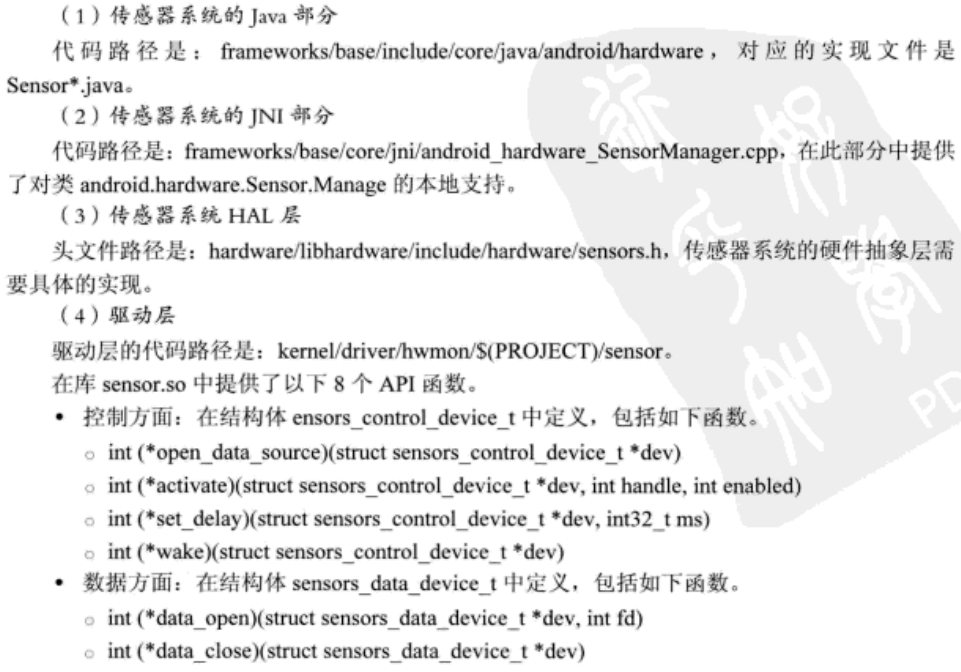 （1）传感器系统的 Java 部分
代码路径是：frameworks/base/include/core/java/android/hardware，对应的实现文件是
Sensor*.java。
（2）传感器系统的 JNI 部分
代码路径是：frameworks/base/core/jni/android_hardware_SensorManager.cpp，在此部分中提供
了对类 android.hardware.Sensor.Manage 的本地支持。
（3）传感器系统 HAL 层
头文件路径是：hardware/libhardware/include/hardware/sensors.h，传感器系统的硬件抽象层需
要具体的实现。
（4）驱动层
驱动层的代码路径是：kernel/driver/hwmon/$(PROJECT)/sensor。
在库 sensor.so 中提供了以下 8 个 API 函数。
• 控制方面：在结构体 ensors_control_device_t 中定义，包括如下函数。
○ int (*open_data_source)(struct sensors_control_device_t *dev)
○ int (*activate)(struct sensors_control_device_t *dev, int handle, int enabled)
○ int (*set_delay)(struct sensors_control_device_t *dev, int32_t ms)
○ int (*wake)(struct sensors_control_device_t *dev)
• 数据方面：在结构体 sensors_data_device_t 中定义，包括如下函数。
○ int (*data_open)(struct sensors_data_device_t *dev, int fd)
○ int (*data_close)(struct sensors_data_device_t *dev)
PD